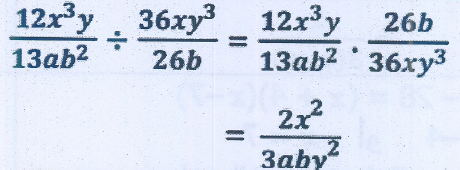 12x³y/13ab² ÷ 36xy³/26b = 12x³y/13ab² · 26b/36xy³
= 2x²/3aby²